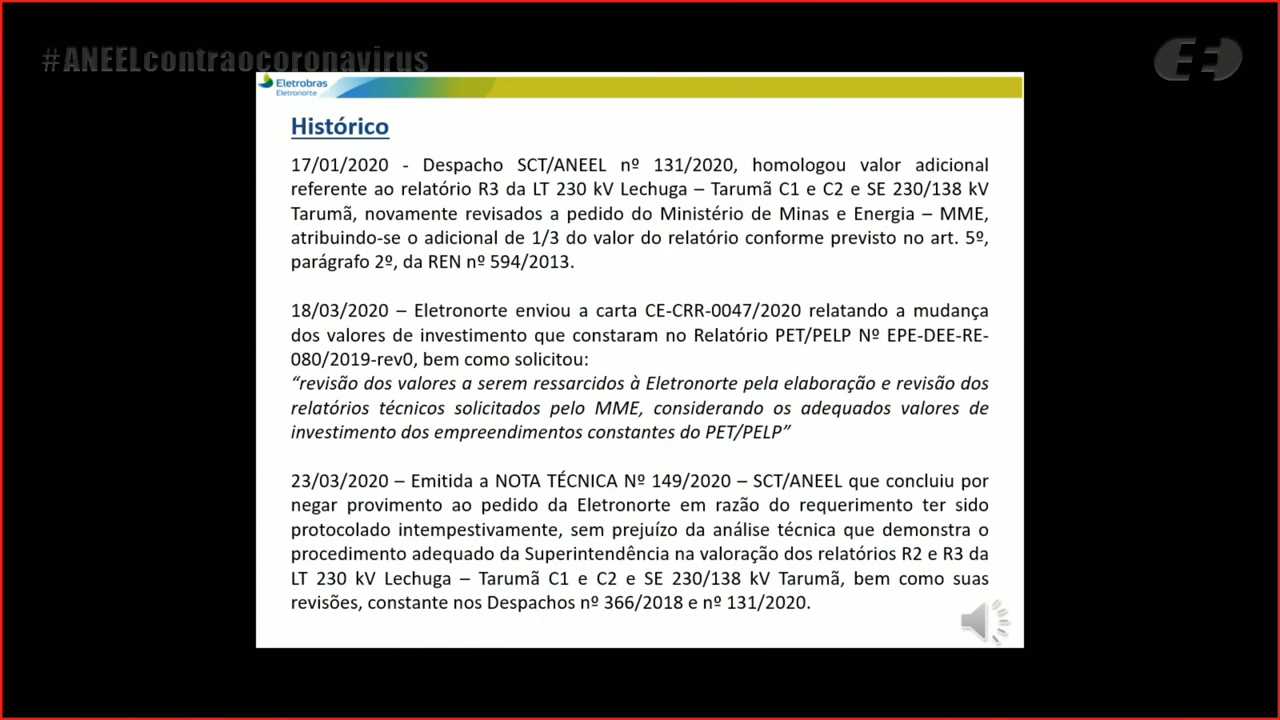 #ANEELcontraocoronavirus
Eletrobras
Eletronorte
Histórico
17/01/2020 - Despacho SCT/ANEEL nº 131/2020, homologou valor adicional
referente ao relatório R3 da LT 230 kV Lechuga – Tarumã C1 e C2 e SE 230/138 kV
Tarumã, novamente revisados a pedido do Ministério de Minas e Energia – MME,
atribuindo-se o adicional de 1/3 do valor do relatório conforme previsto no art. 5º,
parágrafo 2º, da REN nº 594/2013.
18/03/2020 – Eletronorte enviou a carta CE-CRR-0047/2020 relatando a mudança
dos valores de investimento que constaram no Relatório PET/PELP Nº EPE-DEE-RE-
080/2019-rev0, bem como solicitou:
“revisão dos valores a serem ressarcidos à Eletronorte pela elaboração e revisão dos
relatórios técnicos solicitados pelo MME, considerando os adequados valores de
investimento dos empreendimentos constantes do PET/PELP”
23/03/2020 – Emitida a NOTA TÉCNICA Nº 149/2020 – SCT/ANEEL que concluiu por
negar provimento ao pedido da Eletronorte em razão do requerimento ter sido
protocolado intempestivamente, sem prejuízo da análise técnica que demonstra o
procedimento adequado da Superintendência na valoração dos relatórios R2 e R3 da
LT 230 kV Lechuga – Tarumã C1 e C2 e SE 230/138 kV Tarumã, bem como suas
revisões, constante nos Despachos nº 366/2018 e nº 131/2020.